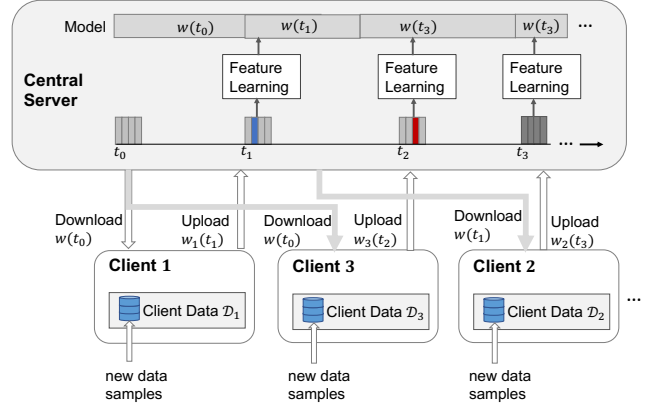 Model
w(t₀)
w(t₁)
w(t₃)
w(t₃)
...
Central
Server
Feature
Learning
Feature
Learning
Feature
Learning
t₀
t₁
t₂
t₃
...
Download
w(t₀)
Upload
w₁(t₁)
Download
w(t₀)
Upload
w₃(t₂)
Download
w(t₁)
Upload
w₂(t₃)
Client 1
Client Data 𝒟₁
new data
samples
Client 3
Client Data 𝒟₃
new data
samples
Client 2
Client Data 𝒟₂
new data
samples
...